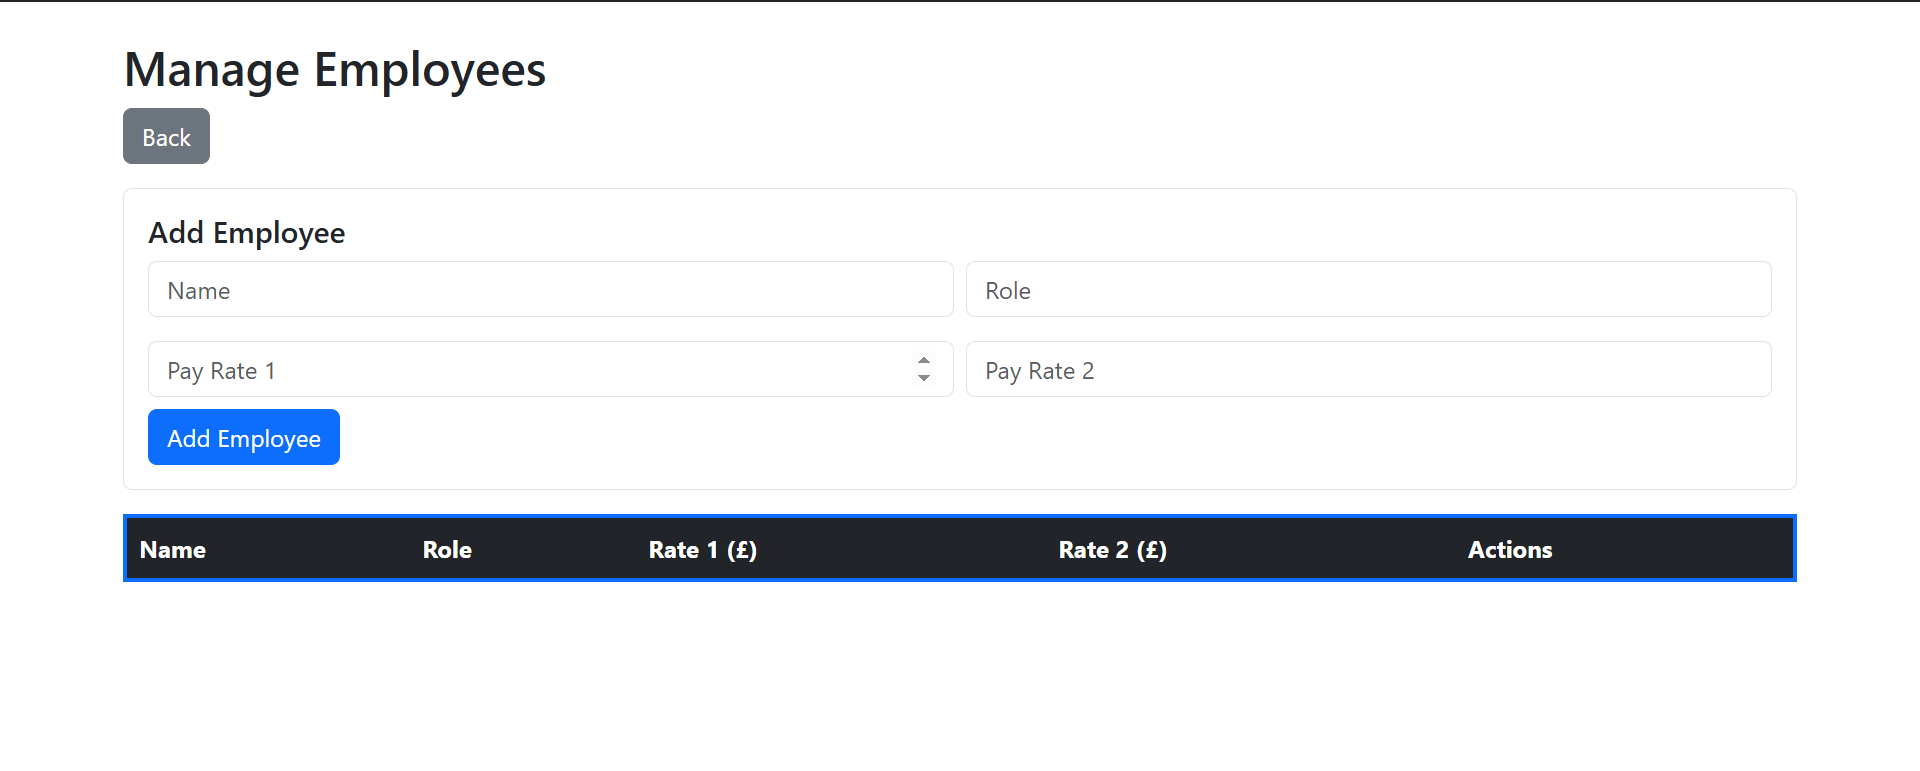 Manage Employees
Back
Add Employee
Name Role
Pay Rate 1 Pay Rate 2
Add Employee
Name Role Rate 1 (£) Rate 2 (£) Actions